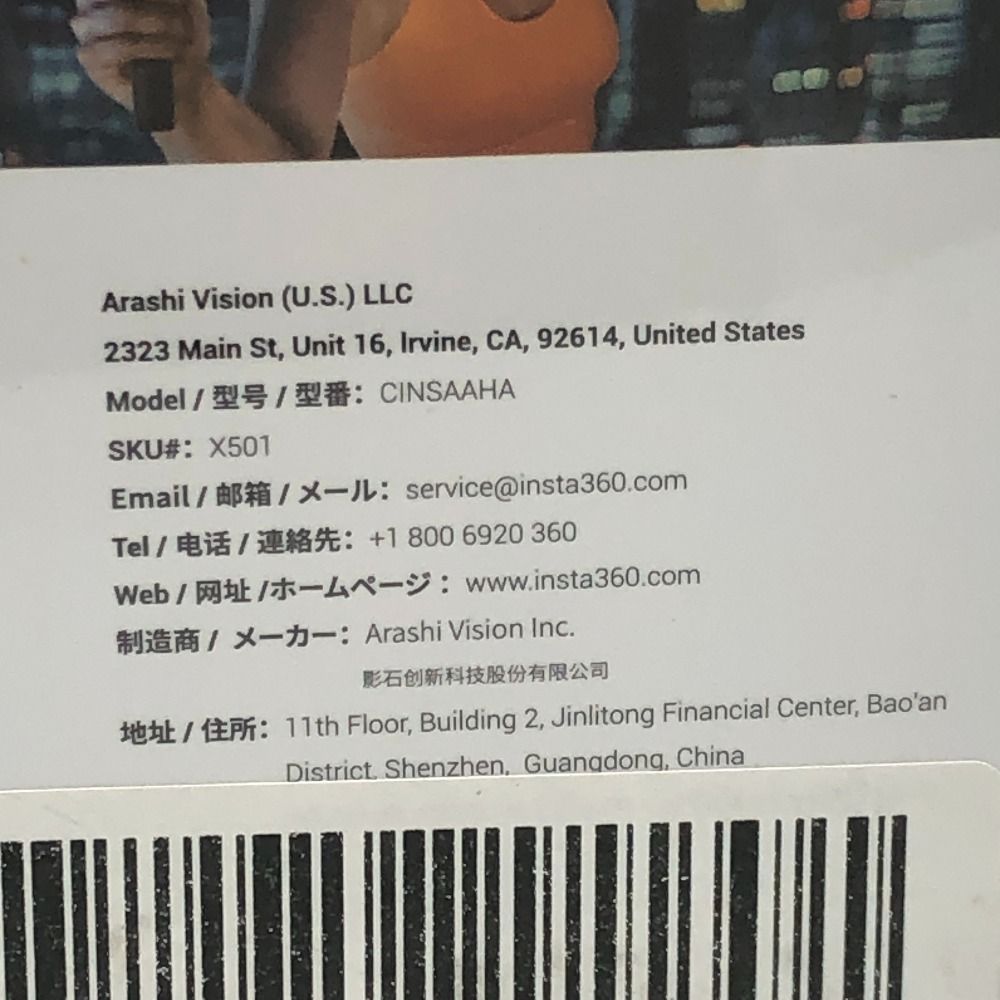 Arashi Vision (U.S.) LLC
2323 Main St, Unit 16, Irvine, CA, 92614, United States
Model / 型号 / 型番： CINSAAHA
SKU#： X501
Email / 邮箱 / メール： service@insta360.com
Tel / 电话 / 連絡先： +1 800 6920 360
Web / 网址 /ホームページ： www.insta360.com
制造商 / メーカー： Arashi Vision Inc.
影石创新科技股份有限公司
地址 / 住所： 11th Floor, Building 2, Jinlitong Financial Center, Bao'an
District, Shenzhen, Guangdong, China